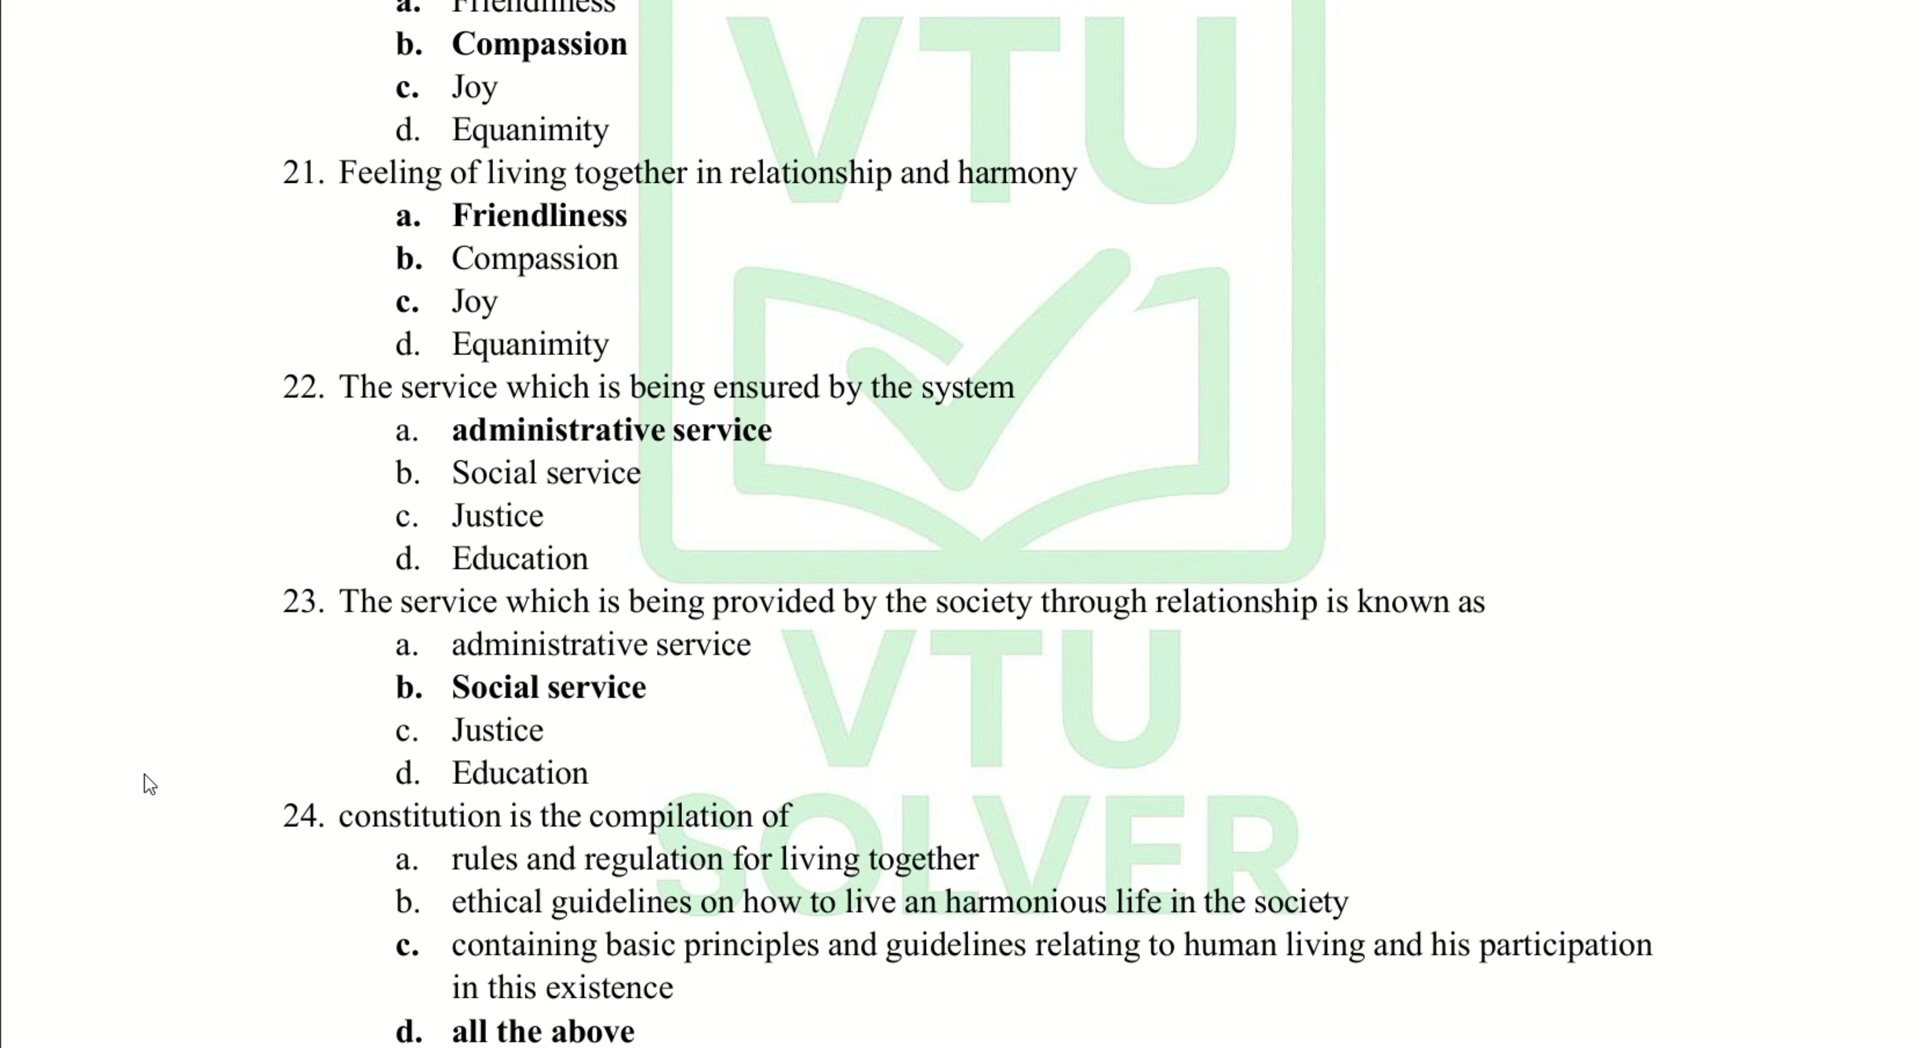 a. Friendliness
b. Compassion
c. Joy
d. Equanimity
21. Feeling of living together in relationship and harmony
a. Friendliness
b. Compassion
c. Joy
d. Equanimity
22. The service which is being ensured by the system
a. administrative service
b. Social service
c. Justice
d. Education
23. The service which is being provided by the society through relationship is known as
a. administrative service
b. Social service
c. Justice
d. Education
24. constitution is the compilation of
a. rules and regulation for living together
b. ethical guidelines on how to live an harmonious life in the society
c. containing basic principles and guidelines relating to human living and his participation
in this existence
d. all the above
VTU
VTU
SOLVER